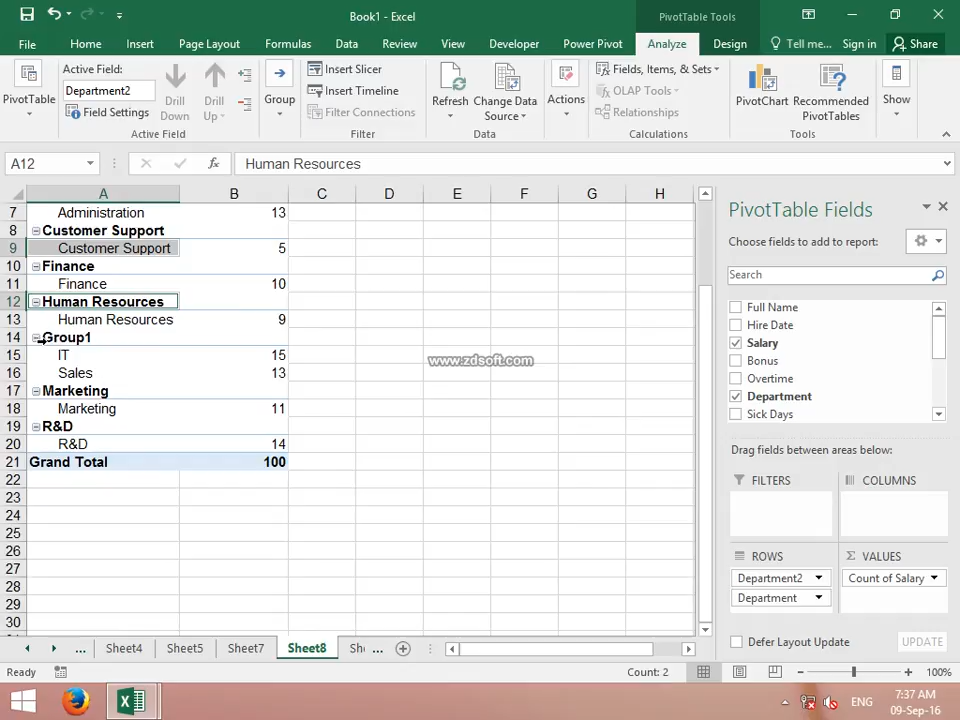 Book1 - Excel
PivotTable Tools
File Home Insert Page Layout Formulas Data Review View Developer Power Pivot Analyze Design Tell me... Sign in Share
PivotTable
Active Field:
Department2
Field Settings
Drill Down
Drill Up
Active Field
Group
Insert Slicer
Insert Timeline
Filter Connections
Filter
Refresh
Change Data Source
Data
Actions
Fields, Items, & Sets
OLAP Tools
Relationships
Calculations
PivotChart
Recommended PivotTables
Tools
Show
A12
fx
Human Resources
A B C D E F G H
7 Administration 13
8 Customer Support
9 Customer Support 5
10 Finance
11 Finance 10
12 Human Resources
13 Human Resources 9
14 Group1
15 IT 15
16 Sales 13
17 Marketing
18 Marketing 11
19 R&D
20 R&D 14
21 Grand Total 100
22
23
24
25
26
27
28
29
30
www.zdsoft.com
PivotTable Fields
Choose fields to add to report:
Search
Full Name
Hire Date
Salary
Bonus
Overtime
Department
Sick Days
Drag fields between areas below:
FILTERS
COLUMNS
ROWS
Department2
Department
Σ VALUES
Count of Salary
Defer Layout Update
UPDATE
... Sheet4 Sheet5 Sheet7 Sheet8 Sh ...
Ready
Count: 2
100%
ENG
7:37 AM
09-Sep-16